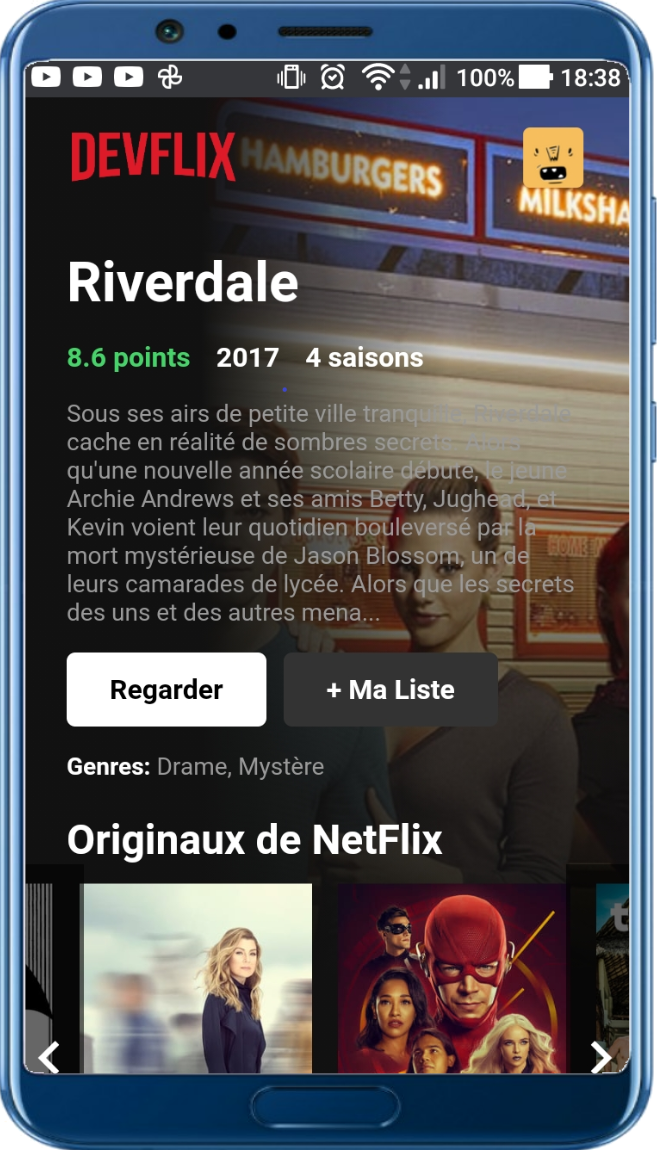 100% 18:38
DEVFLIX
HAMBURGERS
MILKSHA
Riverdale
8.6 points 2017 4 saisons
Sous ses airs de petite ville tranquille, Riverdale
cache en réalité de sombres secrets. Alors
qu'une nouvelle année scolaire débute, le jeune
Archie Andrews et ses amis Betty, Jughead, et
Kevin voient leur quotidien bouleversé par la
mort mystérieuse de Jason Blossom, un de
leurs camarades de lycée. Alors que les secrets
des uns et des autres mena...
HOME
Regarder
+ Ma Liste
Genres: Drame, Mystère
Originaux de NetFlix
t